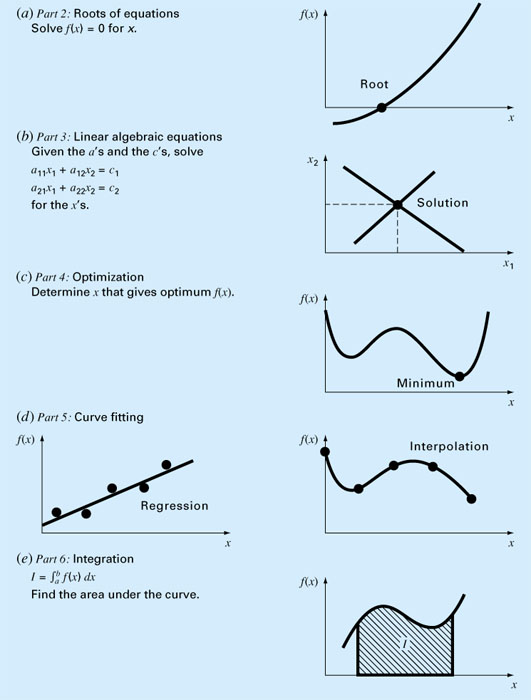 (a) Part 2: Roots of equations
Solve f(x) = 0 for x.
f(x)
Root
x
(b) Part 3: Linear algebraic equations
Given the a's and the c's, solve
a₁₁x₁ + a₁₂x₂ = c₁
a₂₁x₁ + a₂₂x₂ = c₂
for the x's.
x₂
Solution
x₁
(c) Part 4: Optimization
Determine x that gives optimum f(x).
f(x)
Minimum
x
(d) Part 5: Curve fitting
f(x)
Regression
x
f(x)
Interpolation
x
(e) Part 6: Integration
I = ∫ₐᵇ f(x) dx
Find the area under the curve.
f(x)
I
x